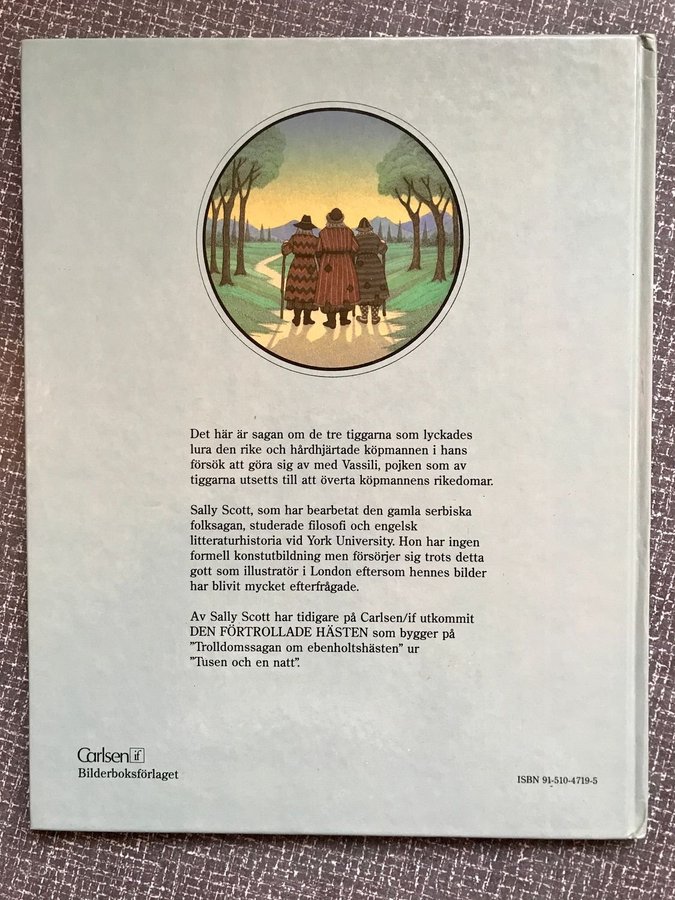 Det här är sagan om de tre tiggarna som lyckades
lura den rike och hårdhjärtade köpmannen i hans
försök att göra sig av med Vassili, pojken som av
tiggarna utsetts till att överta köpmannens rikedomar.
Sally Scott, som har bearbetat den gamla serbiska
folksagan, studerade filosofi och engelsk
litteraturhistoria vid York University. Hon har ingen
formell konstutbildning men försörjer sig trots detta
gott som illustratör i London eftersom hennes bilder
har blivit mycket efterfrågade.
Av Sally Scott har tidigare på Carlsen/if utkommit
DEN FÖRTROLLADE HÄSTEN som bygger på
”Trolldomssagan om ebenholtshästen” ur
”Tusen och en natt”.
Carlsen if
Bilderboksförlaget
ISBN 91-510-4719-5